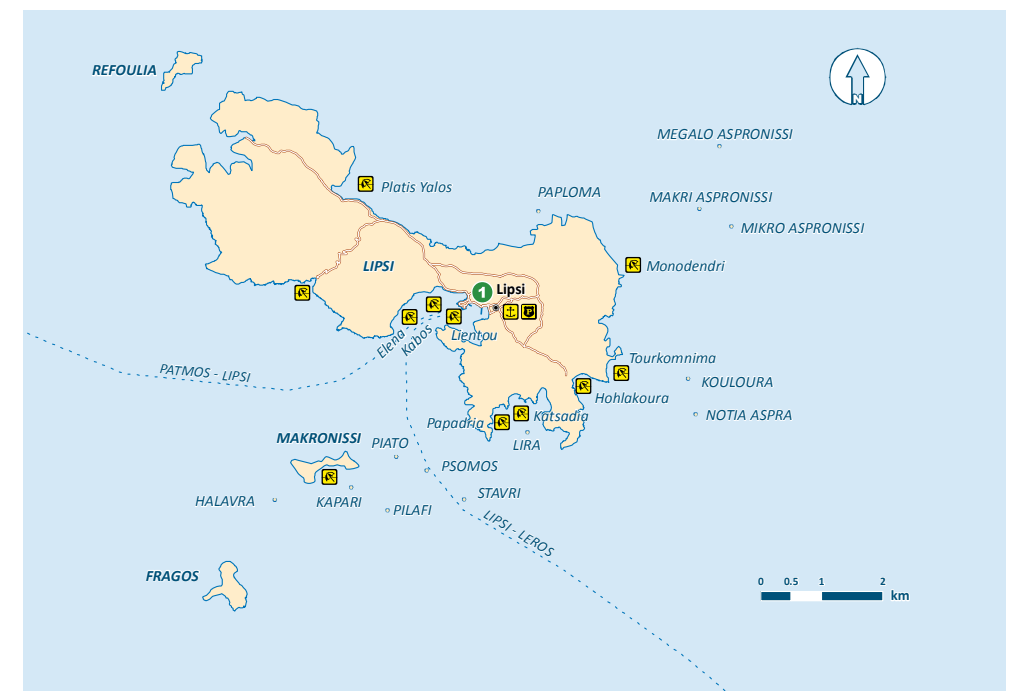 REFOULIA
N
MEGALO ASPRONISSI
Platis Yalos
PAPLOMA
MAKRI ASPRONISSI
MIKRO ASPRONISSI
LIPSI
Monodendri
1 Lipsi
Elena
Kabos
Lientou
PATMOS - LIPSI
Tourkomnima
KOULOURA
Hohlakoura
NOTIA ASPRA
Papadria
Katsadia
LIRA
MAKRONISSI
PIATO
PSOMOS
HALAVRA
KAPARI
PILAFI
STAVRI
LIPSI - LEROS
FRAGOS
0 0.5 1 2
km